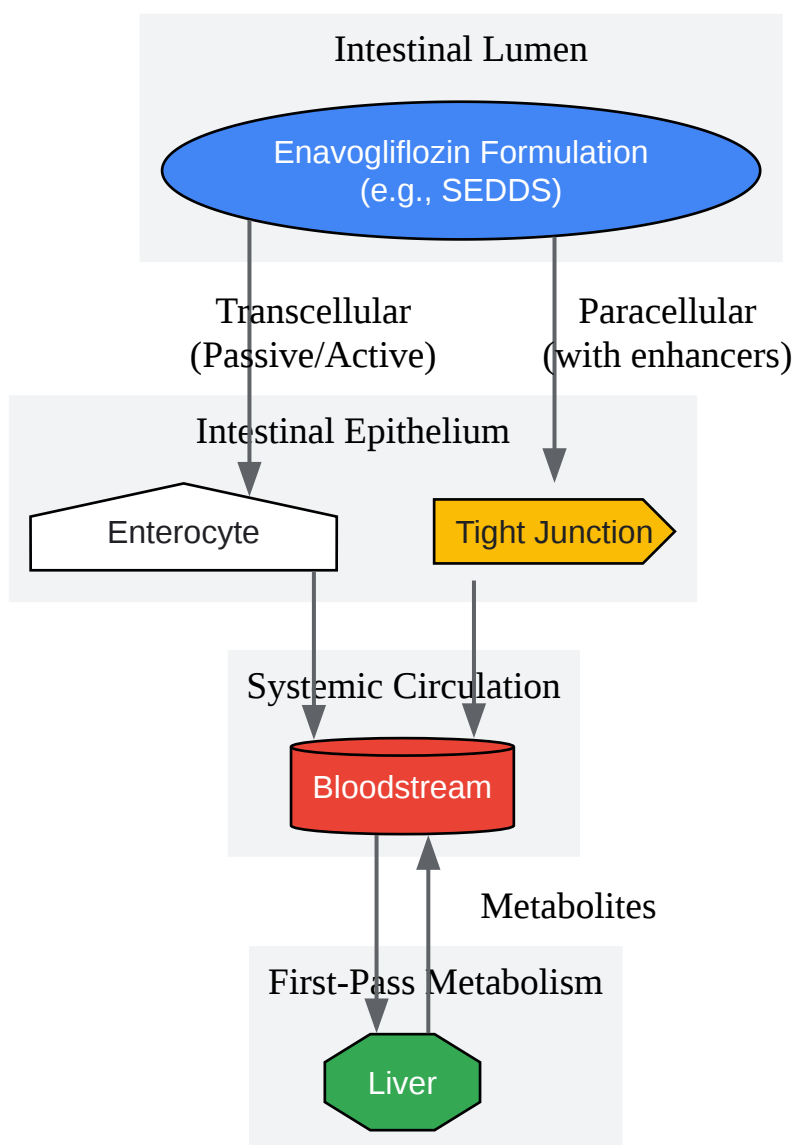 Intestinal Lumen
Enavogliflozin Formulation
(e.g., SEDDS)
Transcellular
(Passive/Active)
Paracellular
(with enhancers)
Intestinal Epithelium
Enterocyte
Tight Junction
Systemic Circulation
Bloodstream
Metabolites
First-Pass Metabolism
Liver